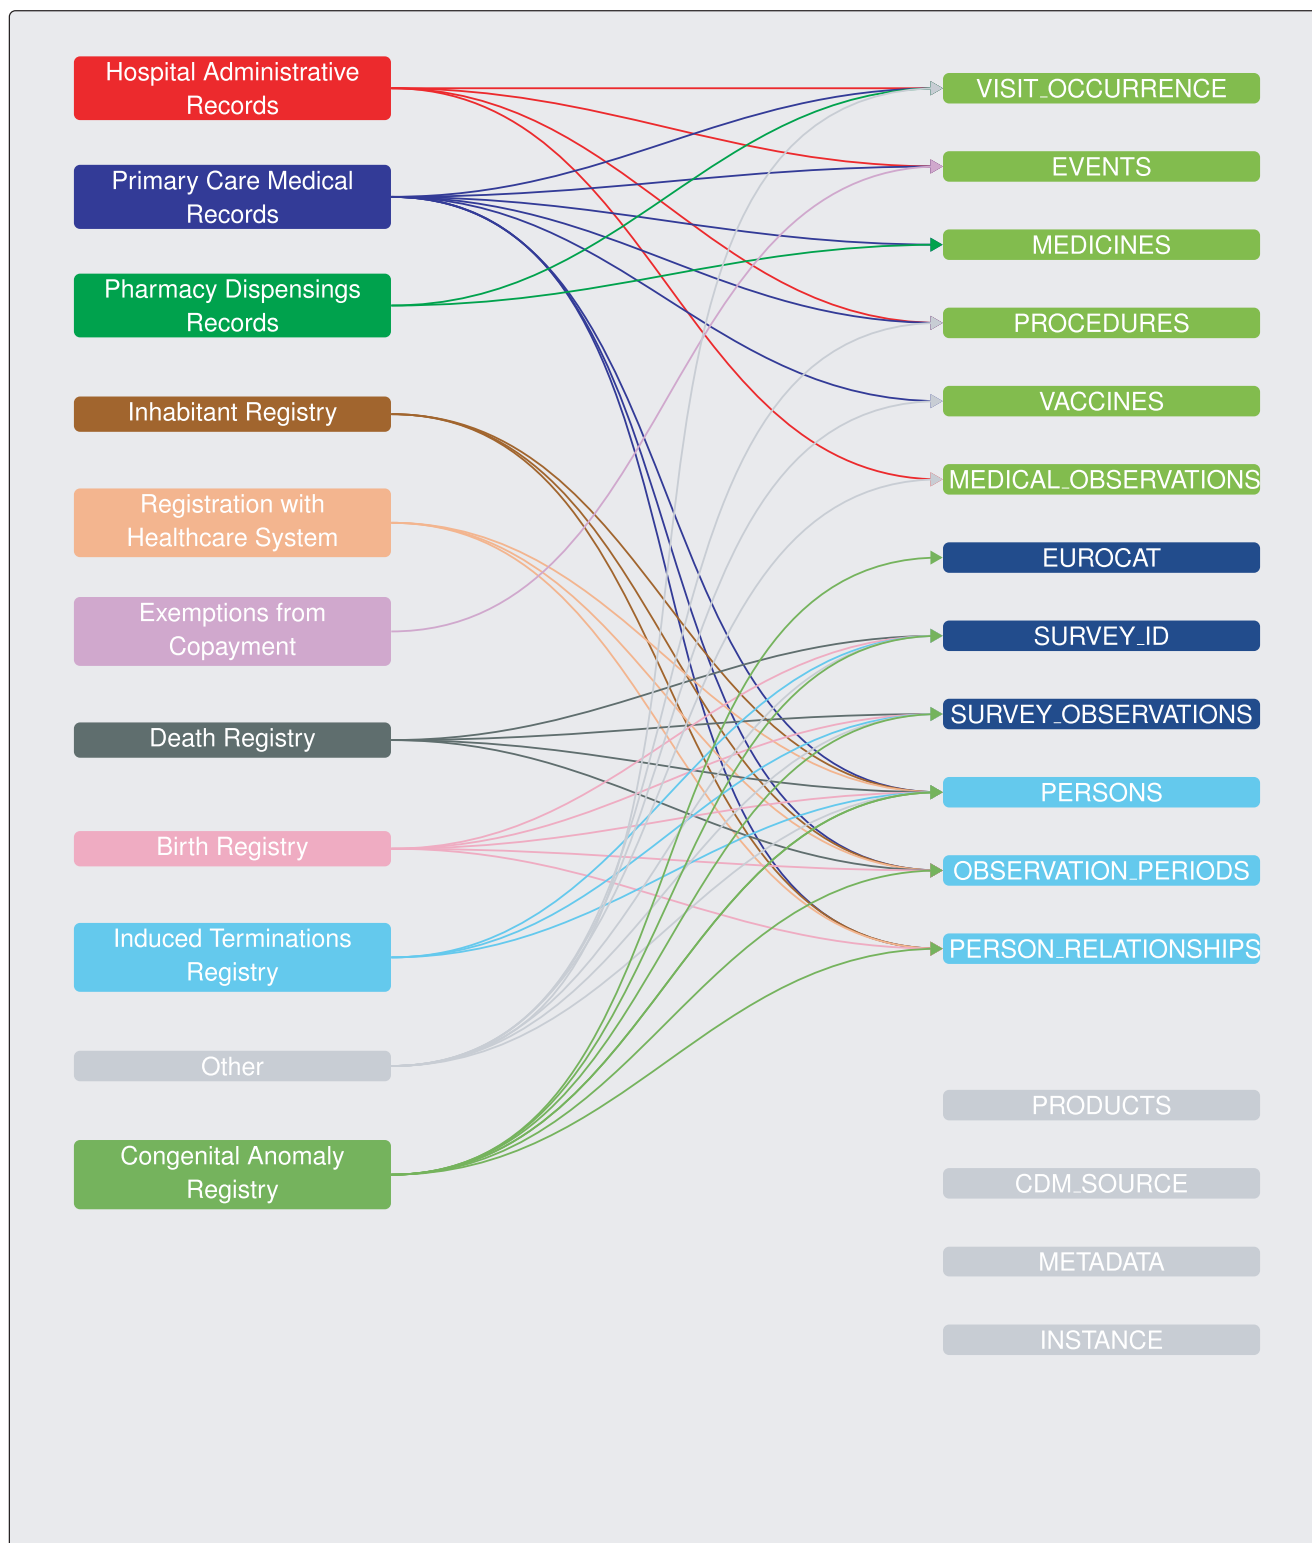 Hospital Administrative
Records
Primary Care Medical
Records
Pharmacy Dispensings
Records
Inhabitant Registry
Registration with
Healthcare System
Exemptions from
Copayment
Death Registry
Birth Registry
Induced Terminations
Registry
Other
Congenital Anomaly
Registry
VISIT_OCCURRENCE
EVENTS
MEDICINES
PROCEDURES
VACCINES
MEDICAL_OBSERVATIONS
EUROCAT
SURVEY_ID
SURVEY_OBSERVATIONS
PERSONS
OBSERVATION_PERIODS
PERSON_RELATIONSHIPS
PRODUCTS
CDM_SOURCE
METADATA
INSTANCE